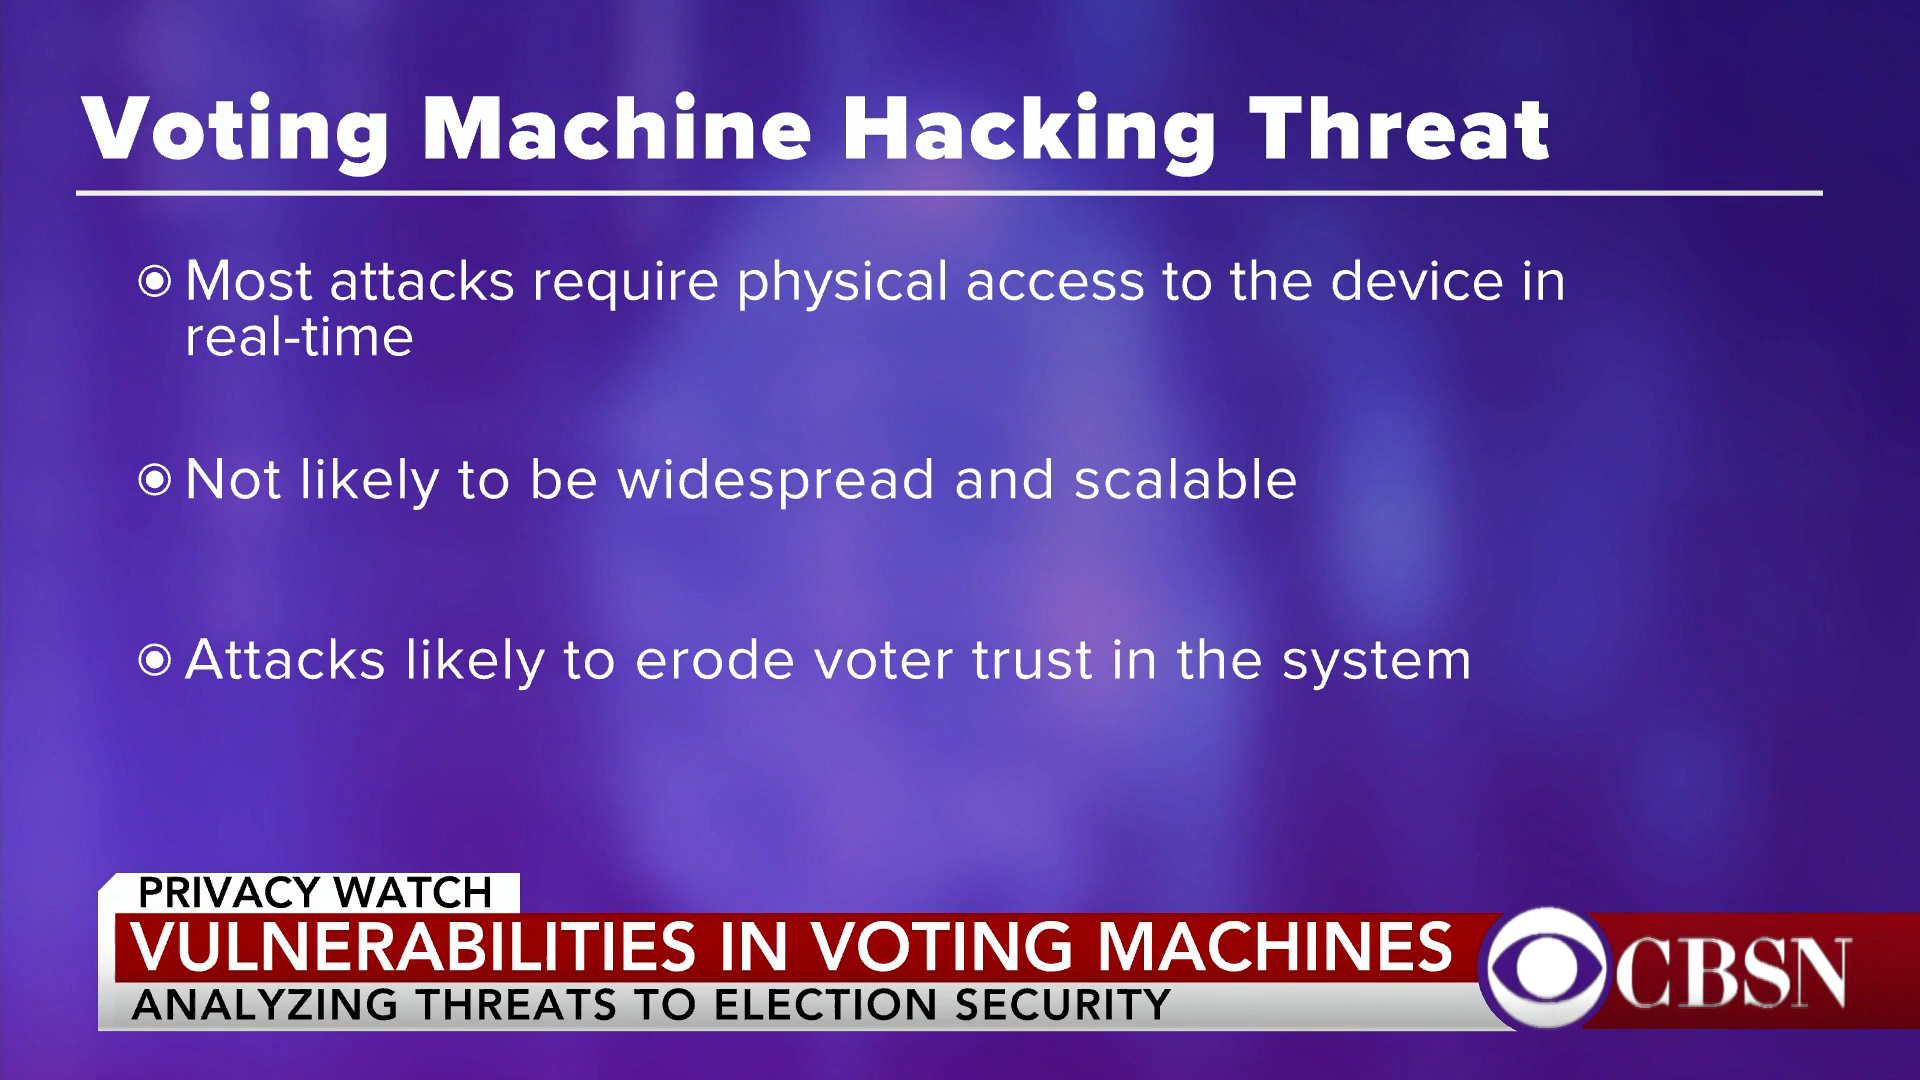 Voting Machine Hacking Threat
Most attacks require physical access to the device in
real-time
Not likely to be widespread and scalable
Attacks likely to erode voter trust in the system
PRIVACY WATCH
VULNERABILITIES IN VOTING MACHINES
ANALYZING THREATS TO ELECTION SECURITY
CBSN